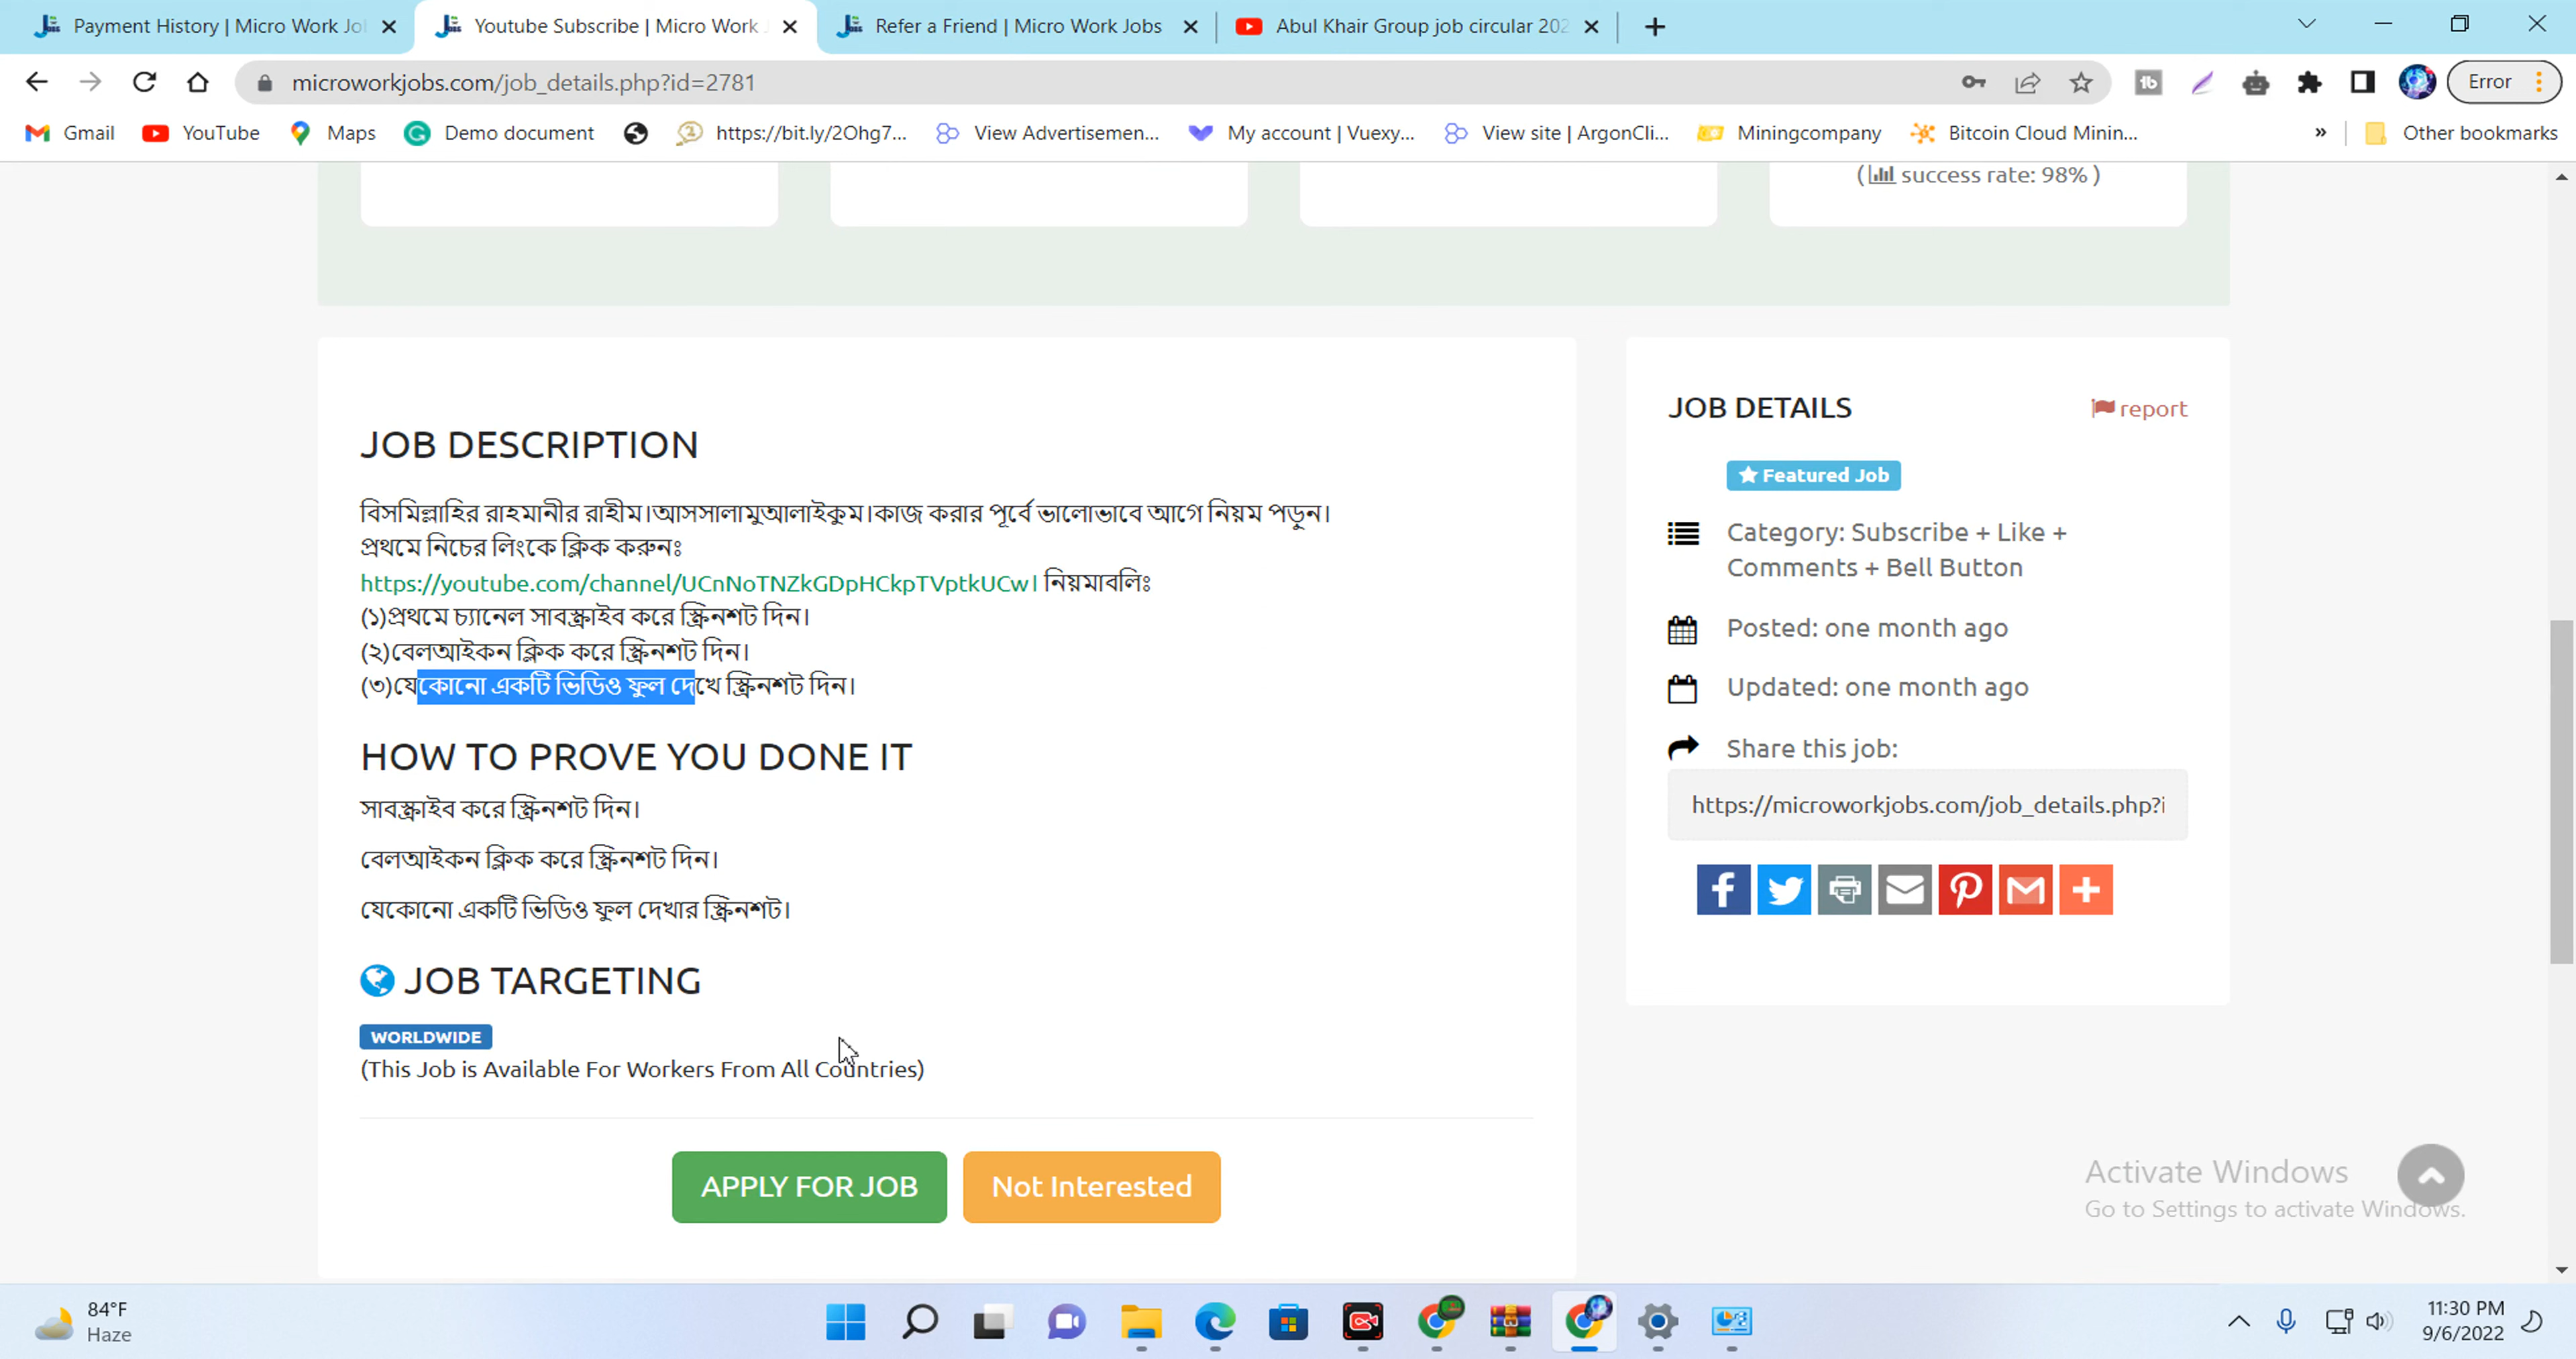 Payment History | Micro Work Jo
Youtube Subscribe | Micro Work
Refer a Friend | Micro Work Jobs
Abul Khair Group job circular 202
microworkjobs.com/job_details.php?id=2781
Error
Gmail
YouTube
Maps
Demo document
https://bit.ly/2Ohg7...
View Advertisemen...
My account | Vuexy...
View site | ArgonCli...
Miningcompany
Bitcoin Cloud Minin...
»
Other bookmarks
( success rate: 98% )
JOB DESCRIPTION
বিসমিল্লাহির রাহমানীর রাহীম।আসসালামুআলাইকুম।কাজ করার পূর্বে ভালোভাবে আগে নিয়ম পড়ুন।
প্রথমে নিচের লিংকে ক্লিক করুনঃ
https://youtube.com/channel/UCnNoTNZkGDpHCkpTVptkUCw। নিয়মাবলিঃ
(১)প্রথমে চ্যানেল সাবস্ক্রাইব করে স্ক্রিনশট দিন।
(২)বেলআইকন ক্লিক করে স্ক্রিনশট দিন।
(৩)যেকোনো একটি ভিডিও ফুল দেখে স্ক্রিনশট দিন।
HOW TO PROVE YOU DONE IT
সাবস্ক্রাইব করে স্ক্রিনশট দিন।
বেলআইকন ক্লিক করে স্ক্রিনশট দিন।
যেকোনো একটি ভিডিও ফুল দেখার স্ক্রিনশট।
JOB TARGETING
WORLDWIDE
(This Job is Available For Workers From All Countries)
APPLY FOR JOB
Not Interested
JOB DETAILS
report
Featured Job
Category: Subscribe + Like +
Comments + Bell Button
Posted: one month ago
Updated: one month ago
Share this job:
https://microworkjobs.com/job_details.php?i
Activate Windows
Go to Settings to activate Windows.
84°F
Haze
11:30 PM
9/6/2022